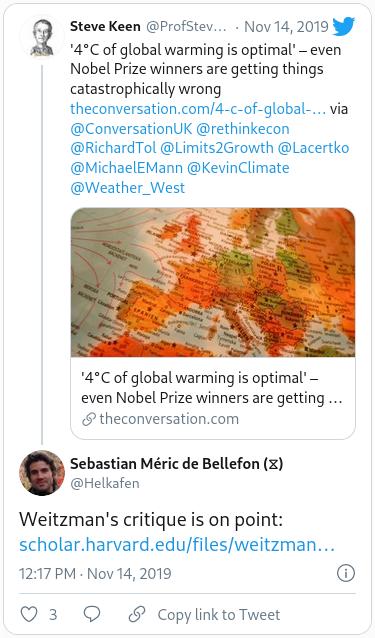 Steve Keen @ProfStev… · Nov 14, 2019
'4°C of global warming is optimal' – even
Nobel Prize winners are getting things
catastrophically wrong
theconversation.com/4-c-of-global-… via
@ConversationUK @rethinkecon
@RichardTol @Limits2Growth @Lacertko
@MichaelEMann @KevinClimate
@Weather_West
'4°C of global warming is optimal' –
even Nobel Prize winners are getting …
theconversation.com
Sebastian Méric de Bellefon (⧖)
@Helkafen
Weitzman's critique is on point:
scholar.harvard.edu/files/weitzman…
12:17 PM · Nov 14, 2019
3 Copy link to Tweet